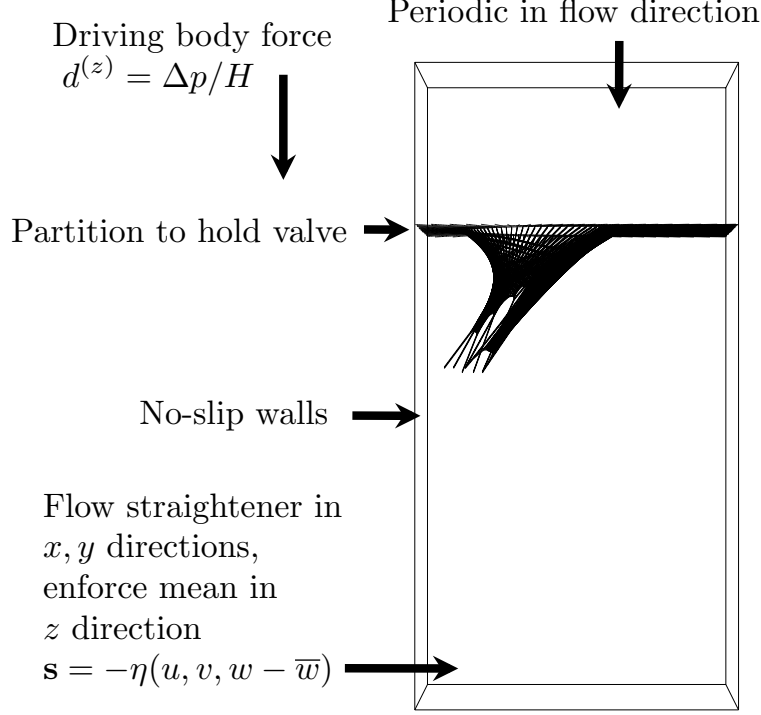 Periodic in flow direction
Driving body force
d^{(z)} = Δp/H
Partition to hold valve
No-slip walls
Flow straightener in
x, y directions,
enforce mean in
z direction
s = −η(u, v, w − w̅)